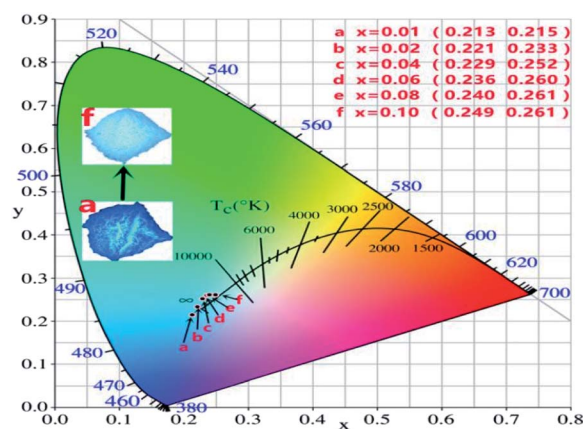 0.9
0.8
0.7
0.6
0.5
0.4
0.3
0.2
0.1
0.0
y
0.0 0.1 0.2 0.3 0.4 0.5 0.6 0.7 0.8
x
a x=0.01 ( 0.213 0.215)
b x=0.02 ( 0.221 0.233)
c x=0.04 ( 0.229 0.252)
d x=0.06 ( 0.236 0.260)
e x=0.08 ( 0.240 0.261)
f x=0.10 ( 0.249 0.261)
520
540
560
580
600
620
700
500
490
480
470
460
380
f
a
Tc(°K)
10000
6000
4000
3000
2500
2000
1500
∞
a
b
c
d
e
f